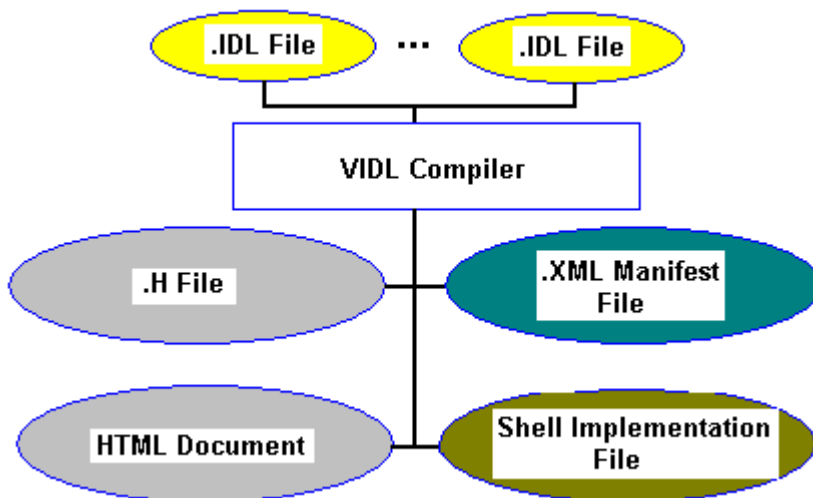 .IDL File ... .IDL File
VIDL Compiler
.H File
.XML Manifest
File
HTML Document
Shell Implementation
File